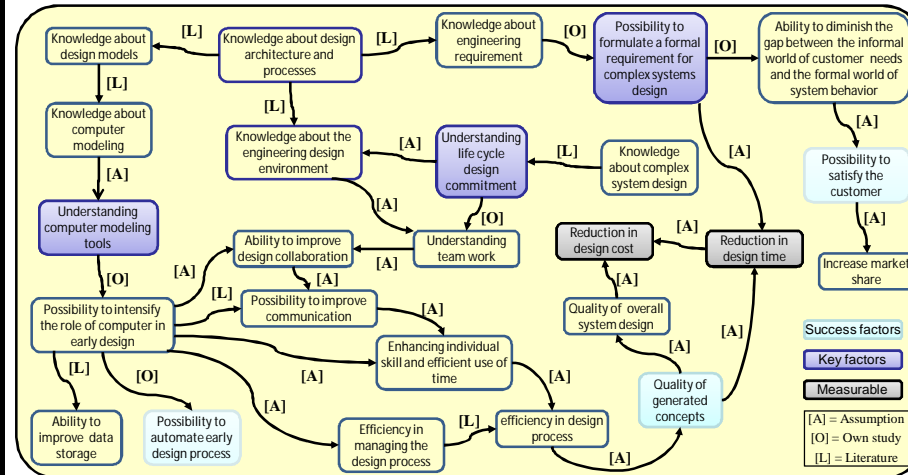 Knowledge about
design models
[L]
Knowledge about design
architecture and
processes
[L]
Knowledge about
engineering
requirement
[O]
Possibility to
formulate a formal
requirement for
complex systems
design
[O]
Ability to diminish the
gap between the informal
world of customer needs
and the formal world of
system behavior
[L]
[L]
[A]
Knowledge about
computer
modeling
Knowledge about the
engineering design
environment
[A]
Understanding
life cycle
design
commitment
[L]
Knowledge
about complex
system design
[A]
Possibility to
satisfy the
customer
[A]
[A]
[O]
[A]
Understanding
computer modeling
tools
Ability to improve
design collaboration
[A]
Understanding
team work
Reduction in
design cost
[A]
Reduction in
design time
Increase market
share
[O]
[A]
[A]
[A]
Possibility to intensify
the role of computer in
early design
[L]
Possibility to improve
communication
[A]
Quality of overall
system design
[A]
Success factors
Enhancing individual
skill and efficient use of
time
[A]
[A]
Key factors
[L]
[O]
[A]
[A]
Quality of
generated
concepts
Measurable
Ability to
improve data
storage
Possibility to
automate early
design process
Efficiency in
managing the
design process
[L]
efficiency in design
process
[A]
[A] = Assumption
[O] = Own study
[L] = Literature